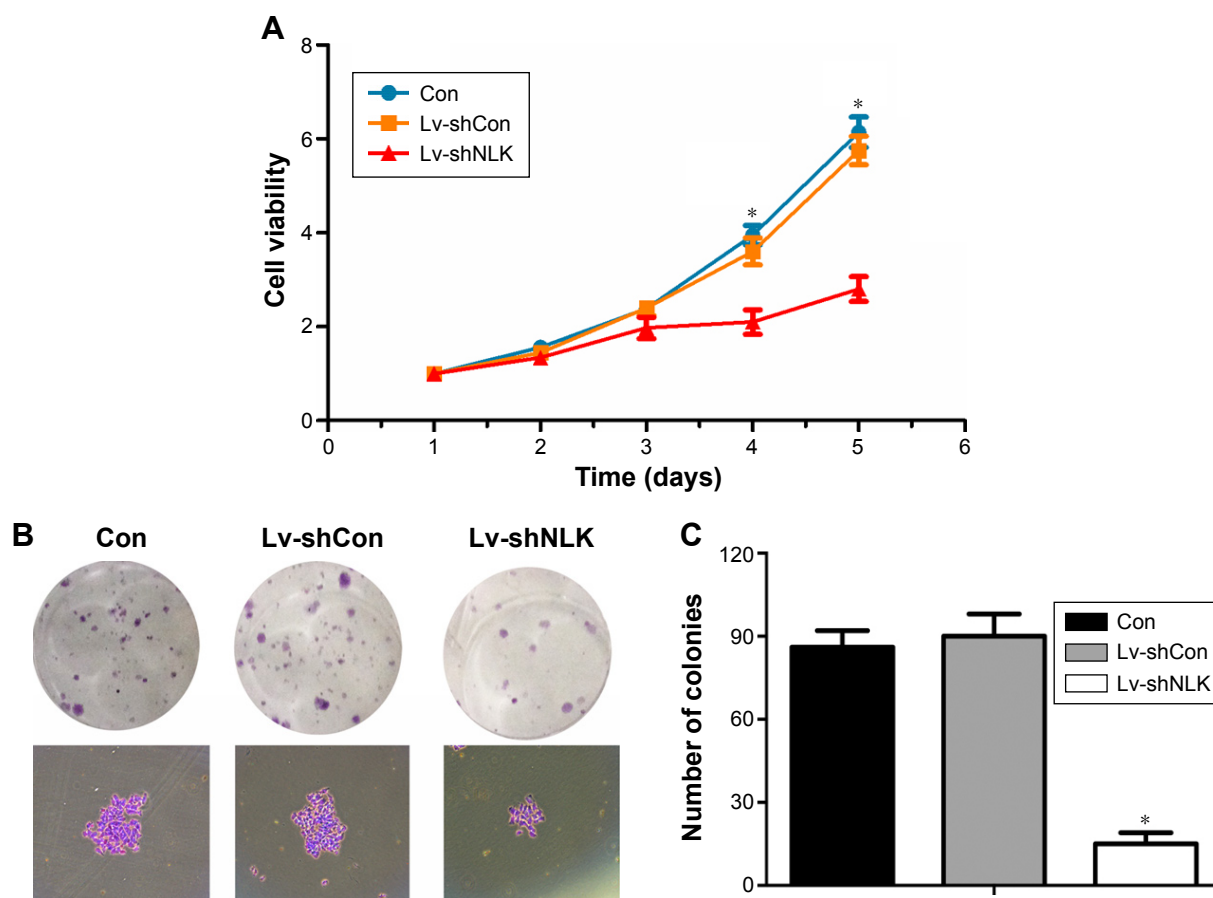 A
8
6
4
2
0
Cell viability
Con
Lv-shCon
Lv-shNLK
*
*
0 1 2 3 4 5 6
Time (days)
B
Con Lv-shCon Lv-shNLK
C
120
90
60
30
0
Number of colonies
Con
Lv-shCon
Lv-shNLK
*